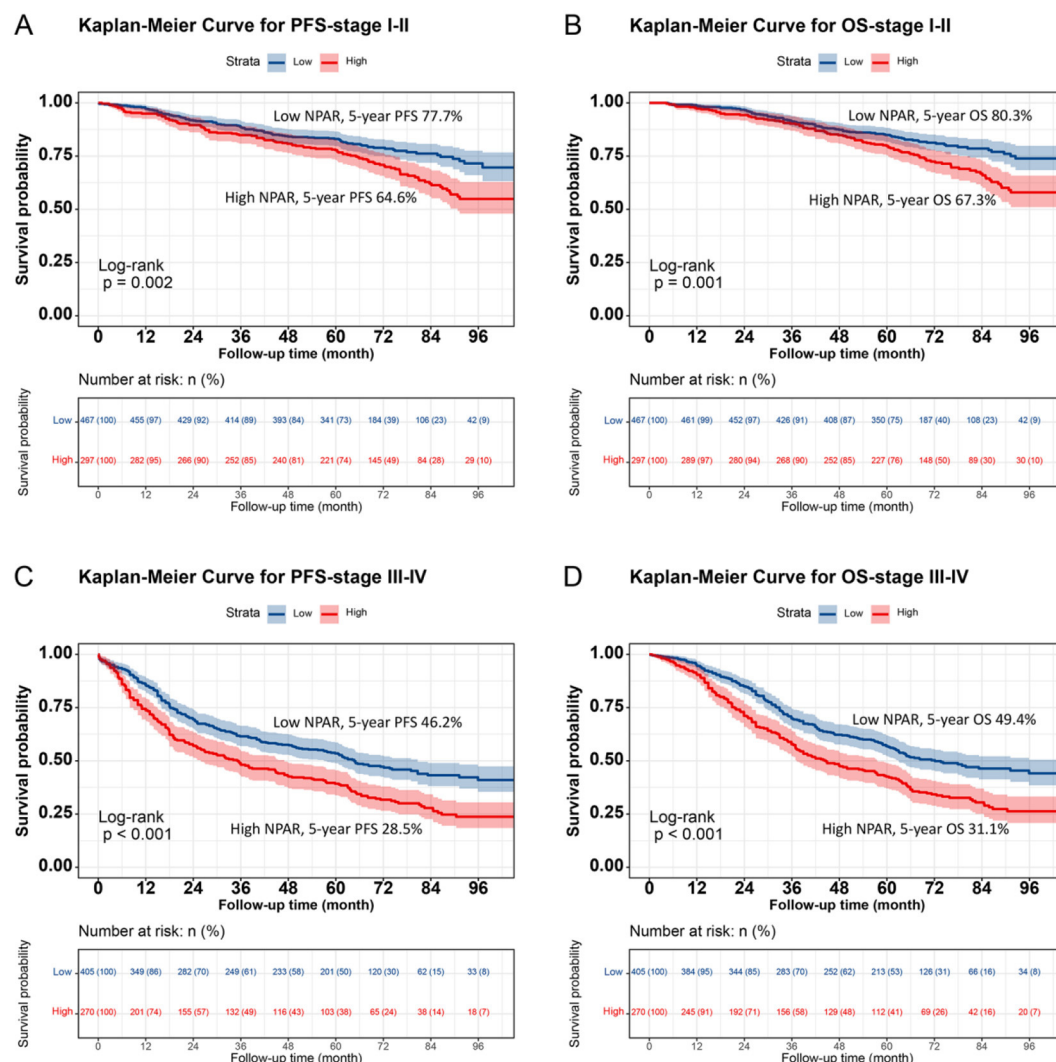 A
Kaplan-Meier Curve for PFS-stage I-II
Strata Low High
Survival probability
1.00
0.75
0.50
0.25
0.00
Low NPAR, 5-year PFS 77.7%
High NPAR, 5-year PFS 64.6%
Log-rank
p = 0.002
0 12 24 36 48 60 72 84 96
Follow-up time (month)
Number at risk: n (%)
Survival probability
Low 467 (100) 455 (97) 429 (92) 414 (89) 393 (84) 341 (73) 184 (39) 106 (23) 42 (9)
High 297 (100) 282 (95) 266 (90) 252 (85) 240 (81) 221 (74) 145 (49) 84 (28) 29 (10)
0 12 24 36 48 60 72 84 96
Follow-up time (month)
B
Kaplan-Meier Curve for OS-stage I-II
Strata Low High
Survival probability
1.00
0.75
0.50
0.25
0.00
Low NPAR, 5-year OS 80.3%
High NPAR, 5-year OS 67.3%
Log-rank
p = 0.001
0 12 24 36 48 60 72 84 96
Follow-up time (month)
Number at risk: n (%)
Survival probability
Low 467 (100) 461 (99) 452 (97) 426 (91) 408 (87) 350 (75) 187 (40) 108 (23) 42 (9)
High 297 (100) 289 (97) 280 (94) 268 (90) 252 (85) 227 (76) 148 (50) 89 (30) 30 (10)
0 12 24 36 48 60 72 84 96
Follow-up time (month)
C
Kaplan-Meier Curve for PFS-stage III-IV
Strata Low High
Survival probability
1.00
0.75
0.50
0.25
0.00
Low NPAR, 5-year PFS 46.2%
High NPAR, 5-year PFS 28.5%
Log-rank
p < 0.001
0 12 24 36 48 60 72 84 96
Follow-up time (month)
Number at risk: n (%)
Survival probability
Low 405 (100) 349 (86) 282 (70) 249 (61) 233 (58) 201 (50) 120 (30) 62 (15) 33 (8)
High 270 (100) 201 (74) 155 (57) 132 (49) 116 (43) 103 (38) 65 (24) 38 (14) 18 (7)
0 12 24 36 48 60 72 84 96
Follow-up time (month)
D
Kaplan-Meier Curve for OS-stage III-IV
Strata Low High
Survival probability
1.00
0.75
0.50
0.25
0.00
Low NPAR, 5-year OS 49.4%
High NPAR, 5-year OS 31.1%
Log-rank
p < 0.001
0 12 24 36 48 60 72 84 96
Follow-up time (month)
Number at risk: n (%)
Survival probability
Low 405 (100) 384 (95) 344 (85) 283 (70) 252 (62) 213 (53) 126 (31) 66 (16) 34 (8)
High 270 (100) 245 (91) 192 (71) 156 (58) 129 (48) 112 (41) 69 (26) 42 (16) 20 (7)
0 12 24 36 48 60 72 84 96
Follow-up time (month)